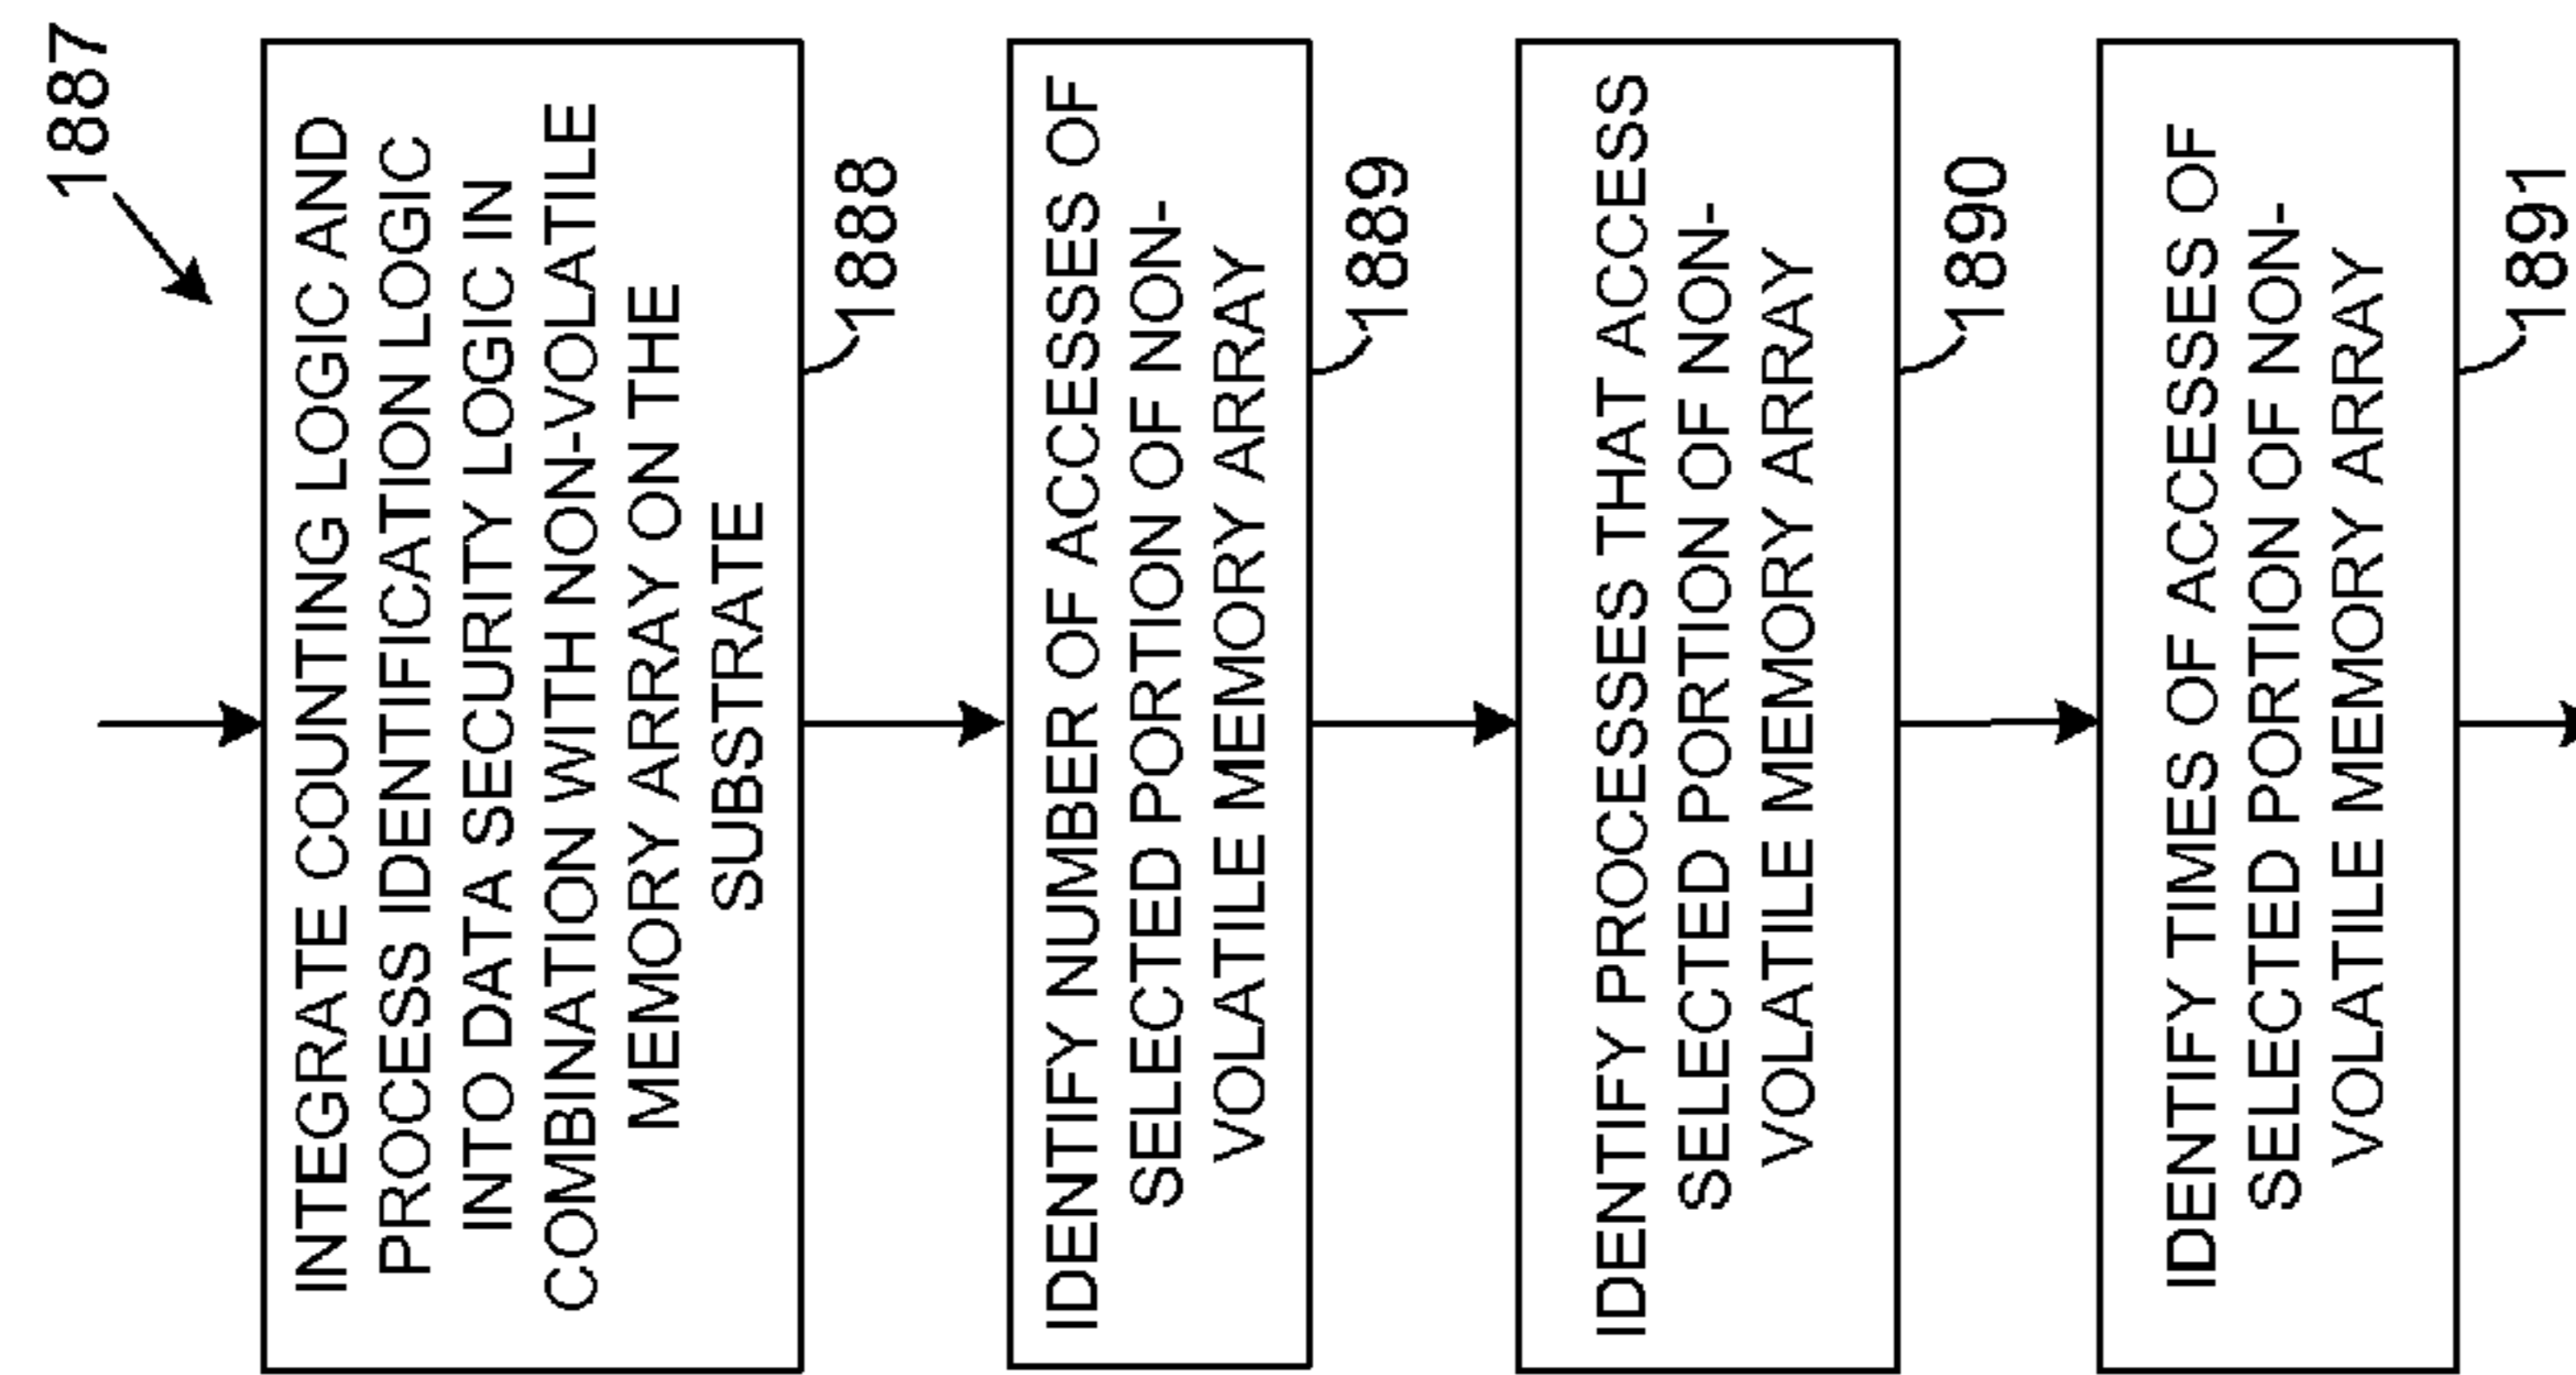 1887
INTEGRATE COUNTING LOGIC AND
PROCESS IDENTIFICATION LOGIC
INTO DATA SECURITY LOGIC IN
COMBINATION WITH NON-VOLATILE
MEMORY ARRAY ON THE
SUBSTRATE
1888
IDENTIFY NUMBER OF ACCESSES OF
SELECTED PORTION OF NON-
VOLATILE MEMORY ARRAY
1889
IDENTIFY PROCESSES THAT ACCESS
SELECTED PORTION OF NON-
VOLATILE MEMORY ARRAY
1890
IDENTIFY TIMES OF ACCESSES OF
SELECTED PORTION OF NON-
VOLATILE MEMORY ARRAY
1891